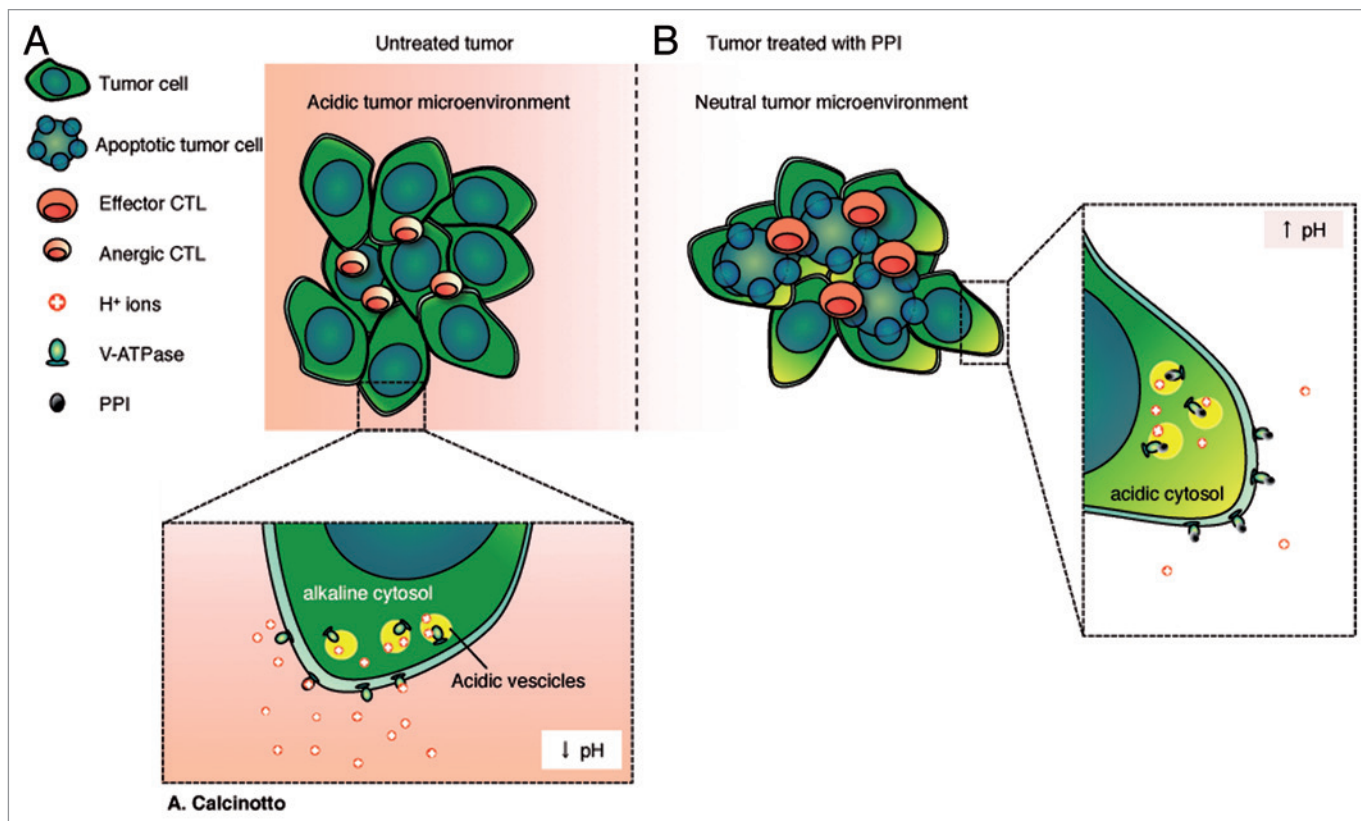 A
Untreated tumor
B
Tumor treated with PPI
Tumor cell
Apoptotic tumor cell
Effector CTL
Anergic CTL
H⁺ ions
V-ATPase
PPI
Acidic tumor microenvironment
Neutral tumor microenvironment
↑ pH
acidic cytosol
alkaline cytosol
Acidic vescicles
↓ pH
A. Calcinotto